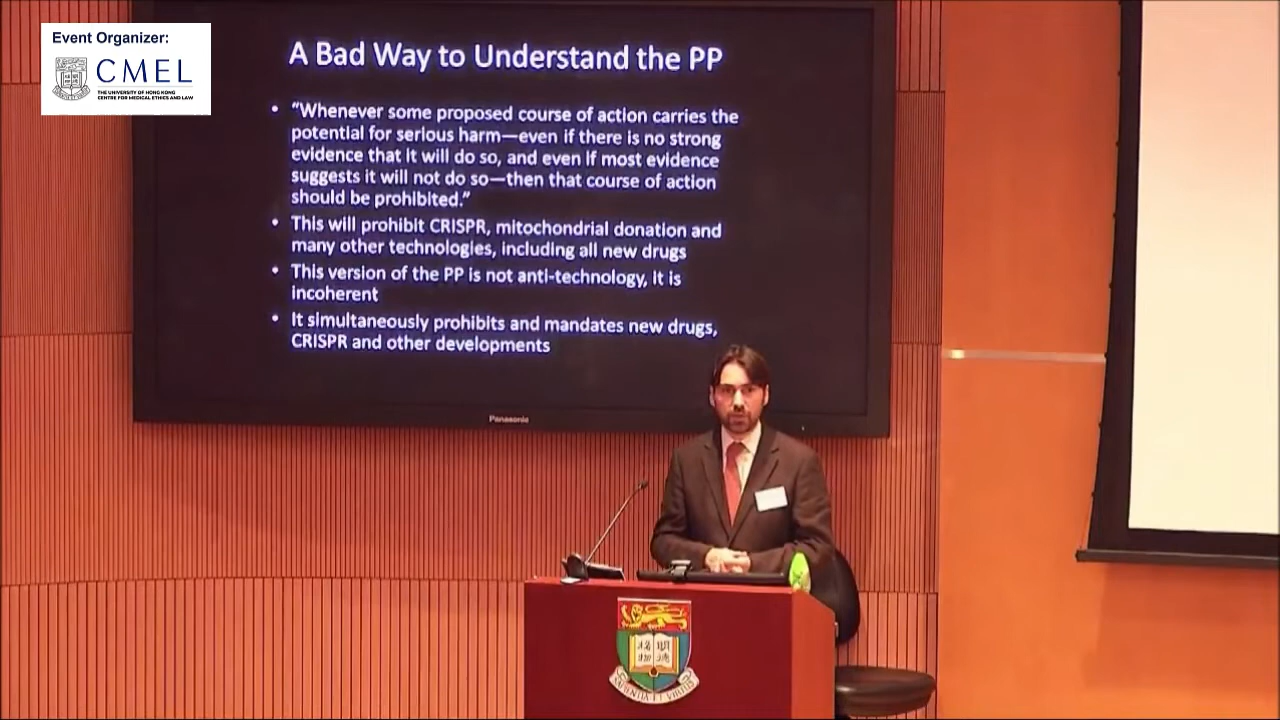 Event Organizer:
CMEL
THE UNIVERSITY OF HONG KONG
CENTRE FOR MEDICAL ETHICS AND LAW
A Bad Way to Understand the PP
• “Whenever some proposed course of action carries the
potential for serious harm—even if there is no strong
evidence that it will do so, and even if most evidence
suggests it will not do so—then that course of action
should be prohibited.”
• This will prohibit CRISPR, mitochondrial donation and
many other technologies, including all new drugs
• This version of the PP is not anti-technology, it is
incoherent
• It simultaneously prohibits and mandates new drugs,
CRISPR and other developments
Panasonic